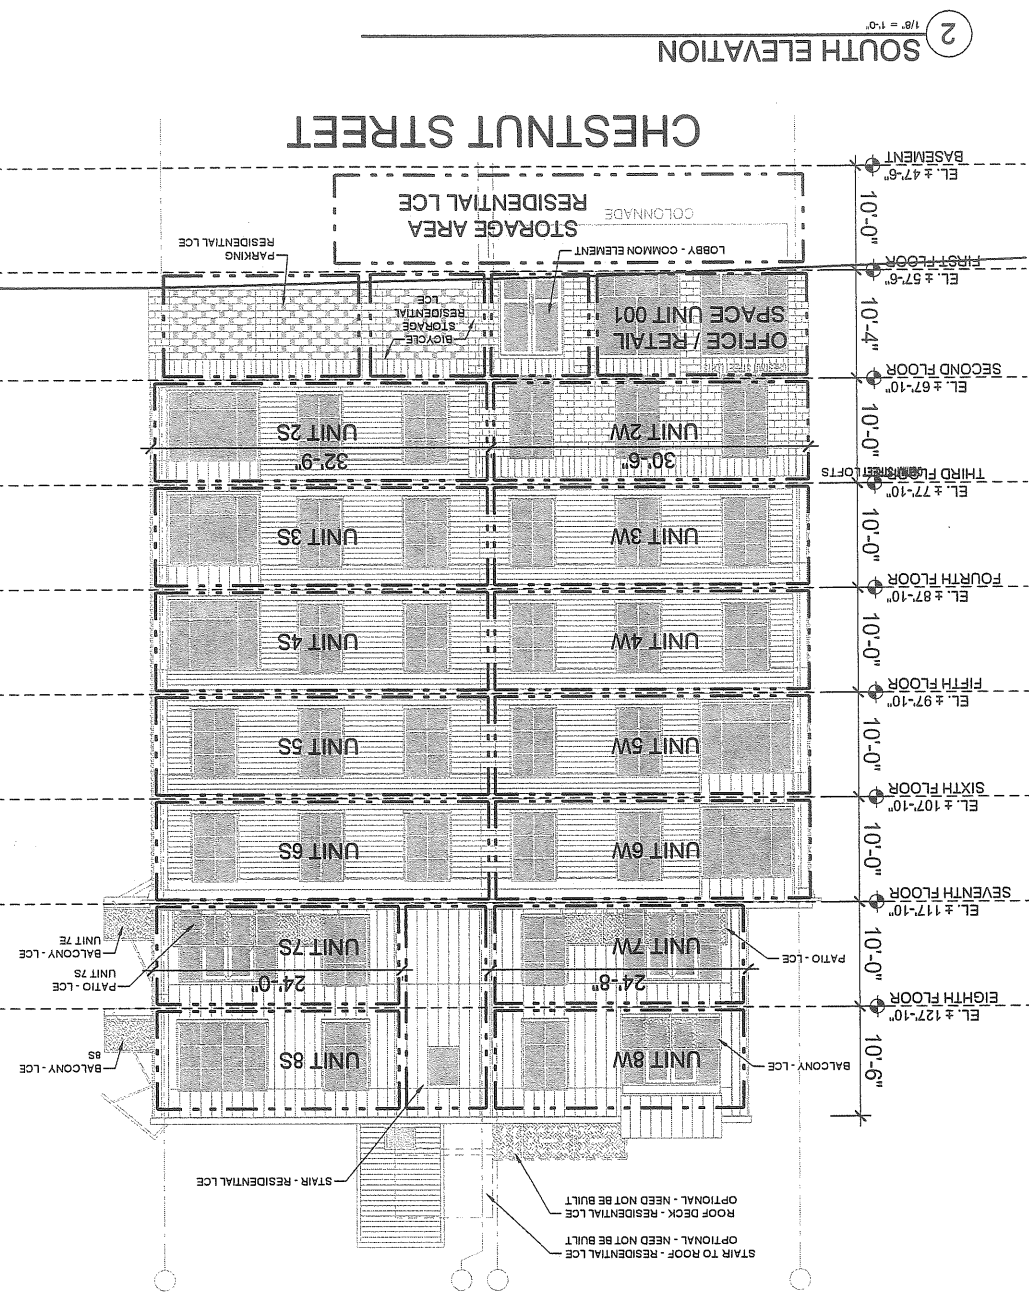 STAIR TO ROOF - RESIDENTIAL LCE
OPTIONAL - NEED NOT BE BUILT
ROOF DECK - RESIDENTIAL LCE
OPTIONAL - NEED NOT BE BUILT
STAIR - RESIDENTIAL LCE
10'-6"
BALCONY - LCE
UNIT 8W
UNIT 8S
BALCONY - LCE
8S
EL. ± 127'-10"
EIGHTH FLOOR
10'-0"
24'-8"
24'-0"
PATIO - LCE
UNIT 7W
UNIT 7S
PATIO - LCE
UNIT 7S
BALCONY - LCE
UNIT 7E
EL. ± 117'-10"
SEVENTH FLOOR
10'-0"
UNIT 6W
UNIT 6S
EL. ± 107'-10"
SIXTH FLOOR
10'-0"
UNIT 5W
UNIT 5S
EL. ± 97'-10"
FIFTH FLOOR
10'-0"
UNIT 4W
UNIT 4S
EL. ± 87'-10"
FOURTH FLOOR
10'-0"
UNIT 3W
UNIT 3S
EL. ± 77'-10"
THIRD FLOOR
10'-0"
30'-6"
32'-9"
UNIT 2W
UNIT 2S
EL. ± 67'-10"
SECOND FLOOR
10'-4"
OFFICE / RETAIL
SPACE UNIT 001
BICYCLE
STORAGE
RESIDENTIAL
LCE
EL. ± 57'-6"
FIRST FLOOR
LOBBY - COMMON ELEMENT
PARKING
RESIDENTIAL LCE
10'-0"
COLONNADE
STORAGE AREA
RESIDENTIAL LCE
EL. ± 47'-6"
BASEMENT
CHESTNUT STREET
2
SOUTH ELEVATION
1/8" = 1'-0"